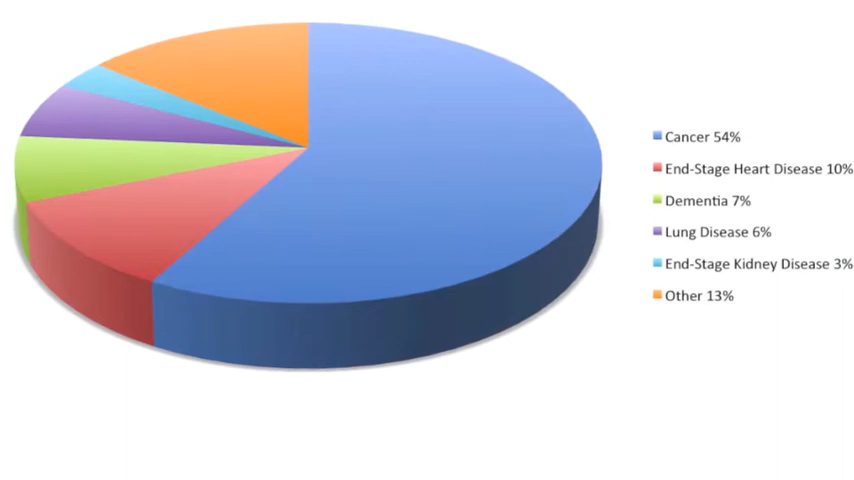 Cancer 54%
End-Stage Heart Disease 10%
Dementia 7%
Lung Disease 6%
End-Stage Kidney Disease 3%
Other 13%